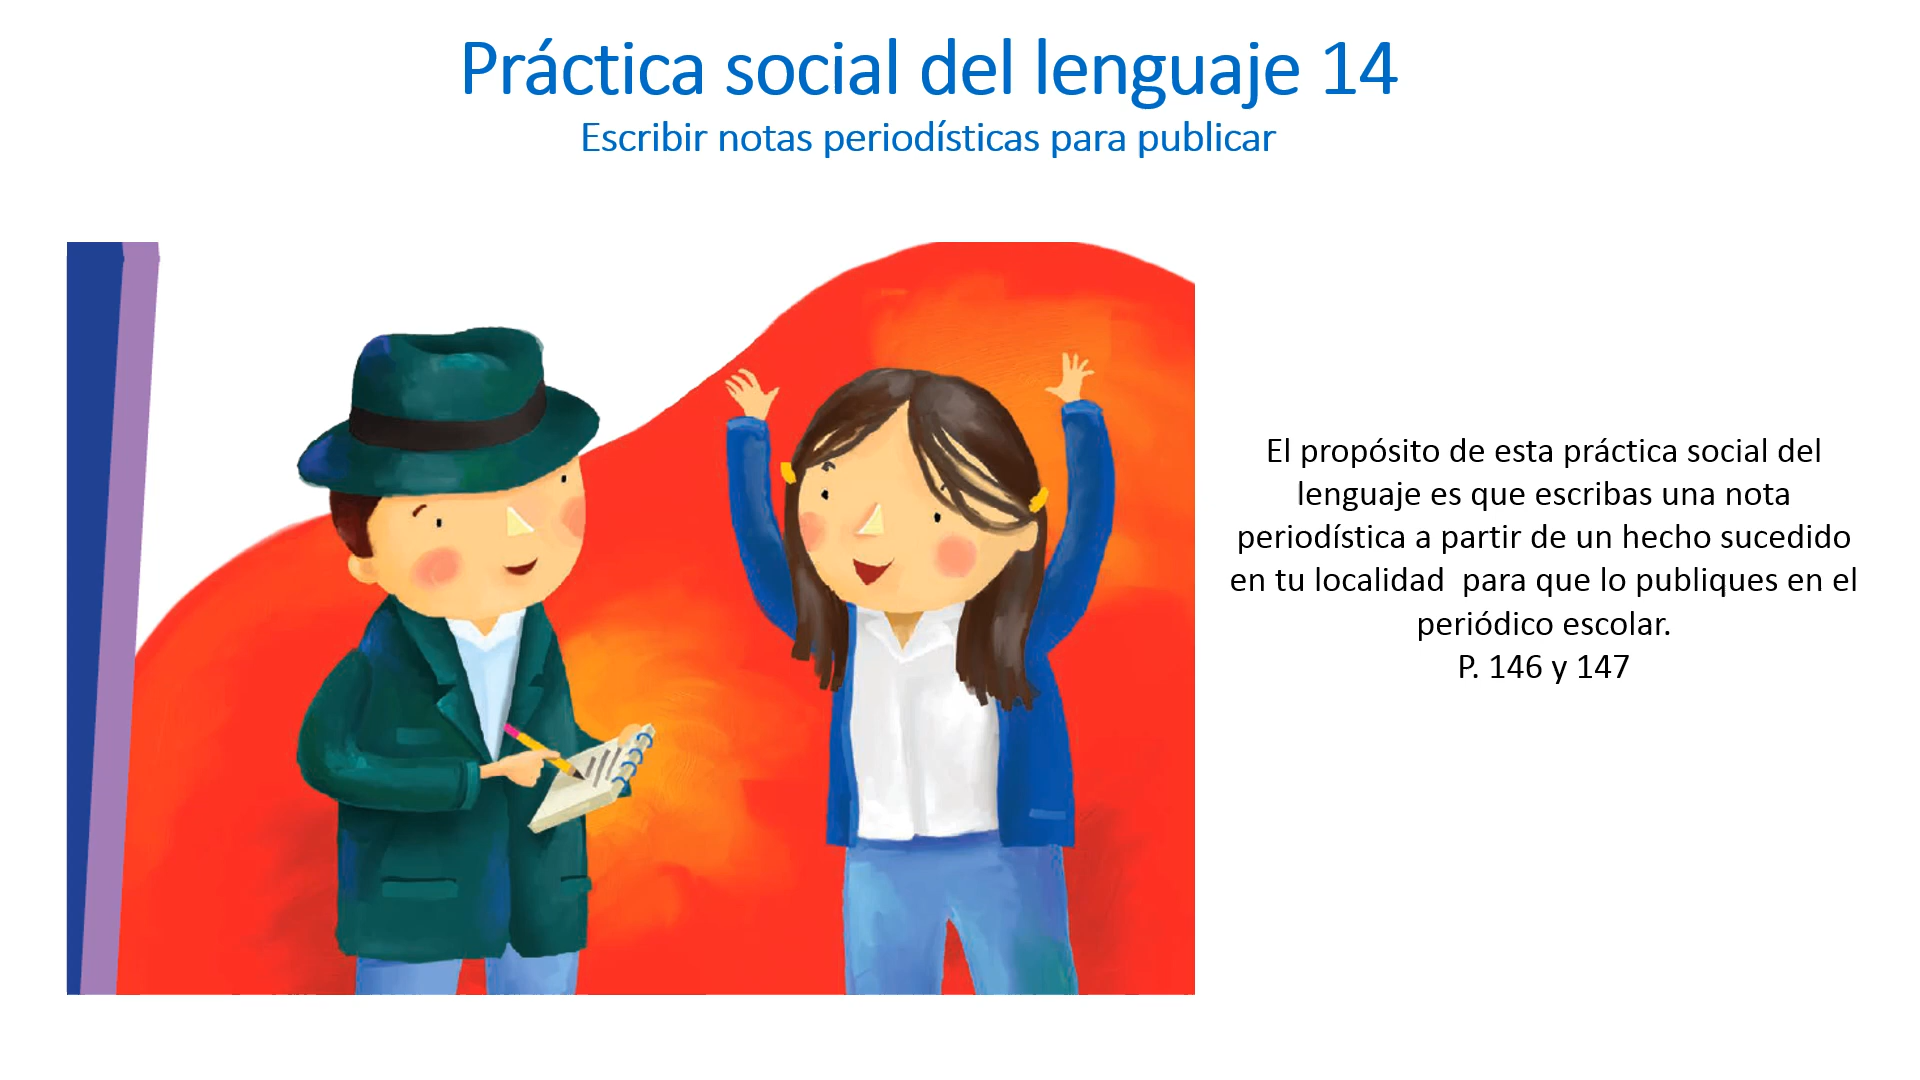 Práctica social del lenguaje 14
Escribir notas periodísticas para publicar
El propósito de esta práctica social del
lenguaje es que escribas una nota
periodística a partir de un hecho sucedido
en tu localidad  para que lo publiques en el
periódico escolar.
P. 146 y 147